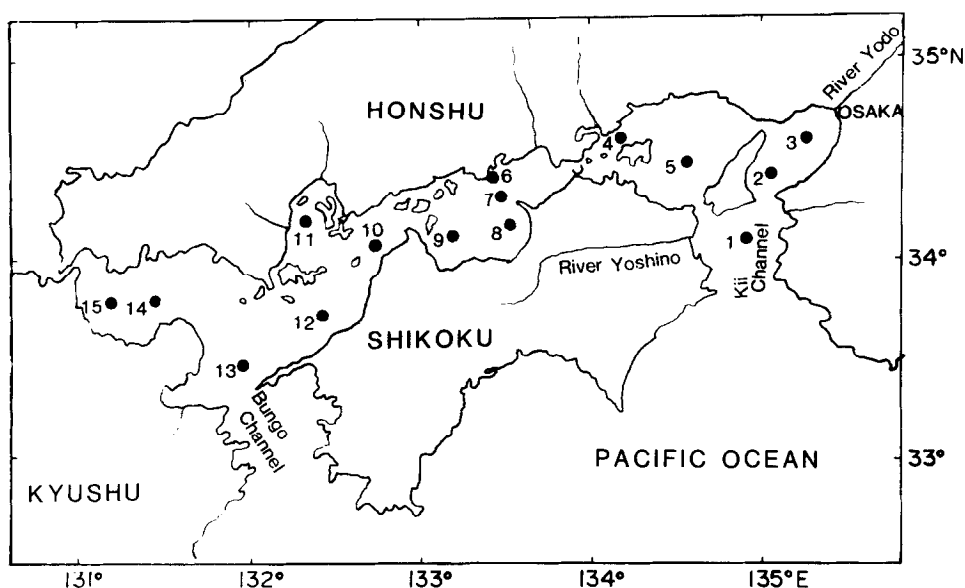 35°N
River Yodo
OSAKA
HONSHU
4
3
5
2
6
7
11
10
9
8
34°
River Yoshino
1
Kii
Channel
15
14
12
SHIKOKU
13
Bungo
Channel
PACIFIC OCEAN
33°
KYUSHU
131°
132°
133°
134°
135°E